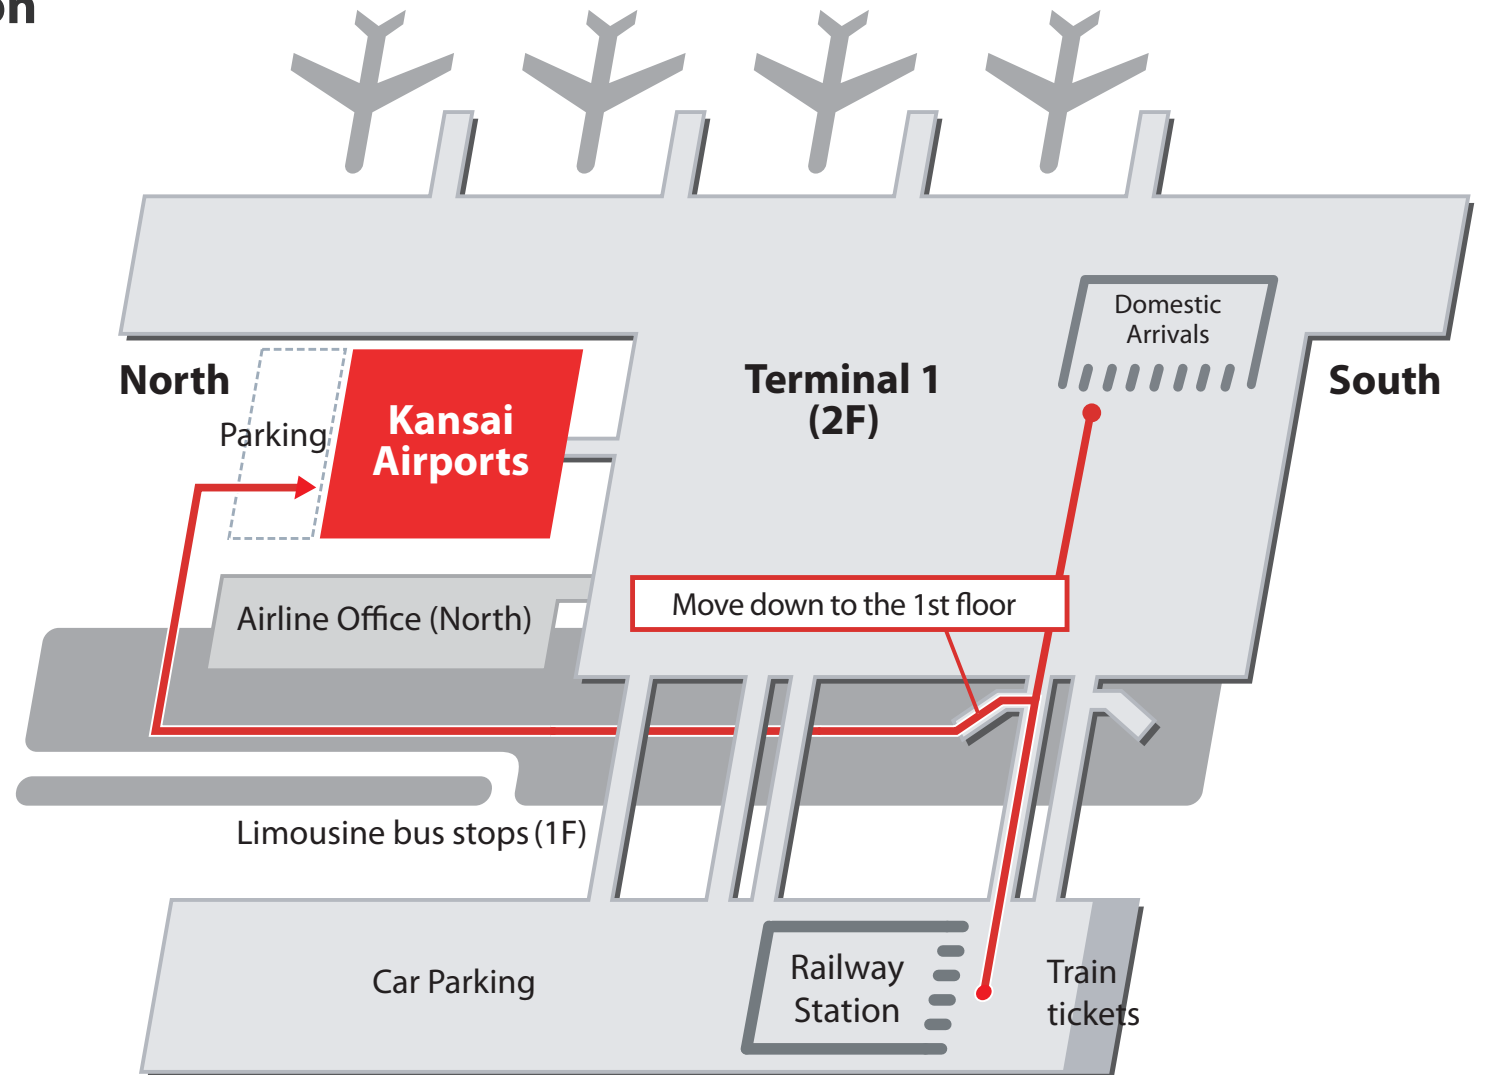 on
Domestic
Arrivals
North
Terminal 1
(2F)
South
Parking
Kansai
Airports
Airline Office (North)
Move down to the 1st floor
Limousine bus stops (1F)
Car Parking
Railway
Station
Train
tickets